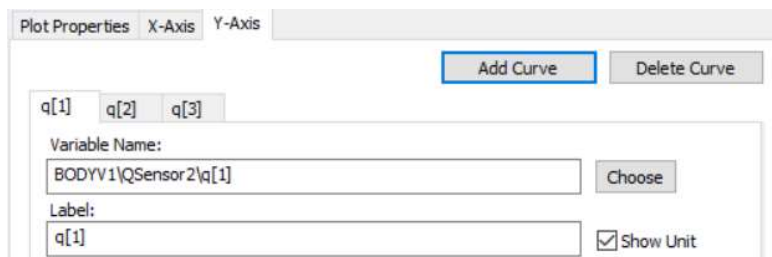 Plot Properties X-Axis Y-Axis
Add Curve Delete Curve
q[1] q[2] q[3]
Variable Name:
BODYV1\QSensor2\q[1] Choose
Label:
q[1] Show Unit